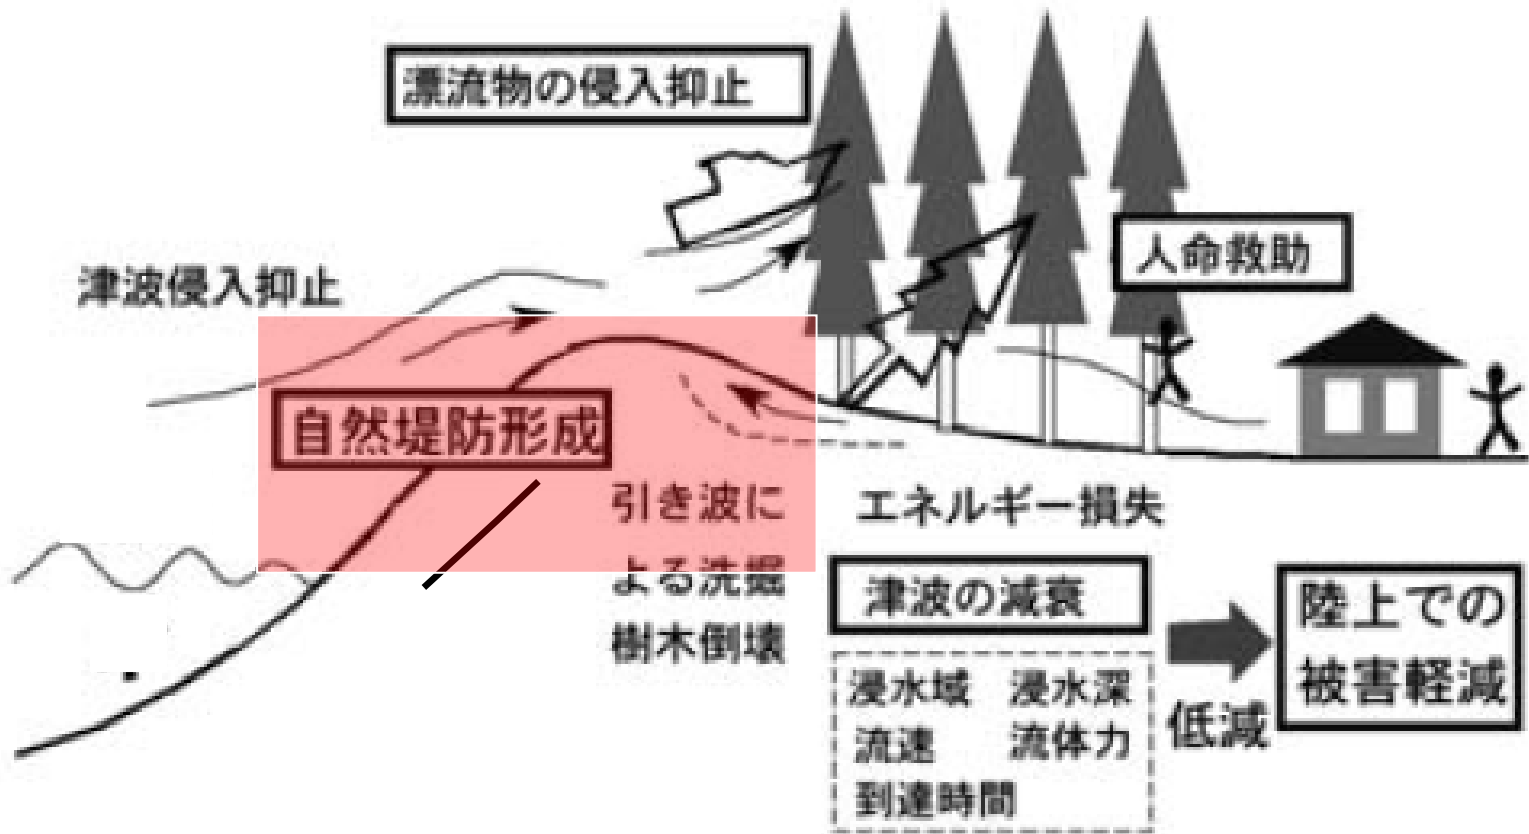 漂流物の侵入抑止
人命救助
津波侵入抑止
自然堤防形成
引き波に
よる洗掘
樹木倒壊
エネルギー損失
津波の減衰
浸水域 浸水深
流速 流体力
到達時間
低減
陸上での
被害軽減